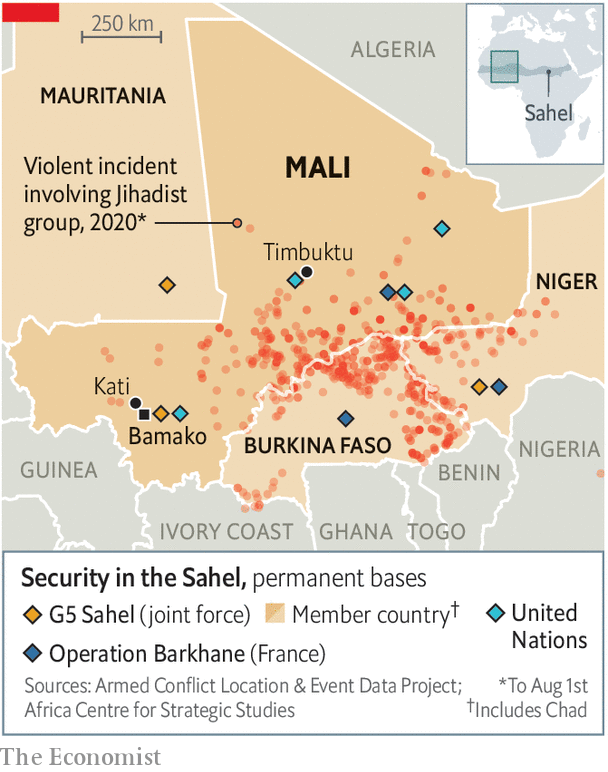 250 km
ALGERIA
Sahel
MAURITANIA
MALI
Violent incident
involving Jihadist
group, 2020*
Timbuktu
NIGER
Kati
Bamako
BURKINA FASO
GUINEA
BENIN
NIGERIA
IVORY COAST
GHANA
TOGO
Security in the Sahel, permanent bases
G5 Sahel (joint force)
Member country†
United
Nations
Operation Barkhane (France)
Sources: Armed Conflict Location & Event Data Project;
Africa Centre for Strategic Studies
*To Aug 1st
†Includes Chad
The Economist